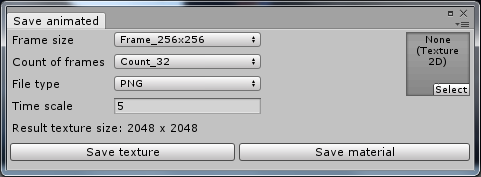 Save animated
Frame size
Frame_256x256
None
(Texture
2D)
Count of frames
Count_32
File type
PNG
Select
Time scale
5
Result texture size: 2048 x 2048
Save texture
Save material